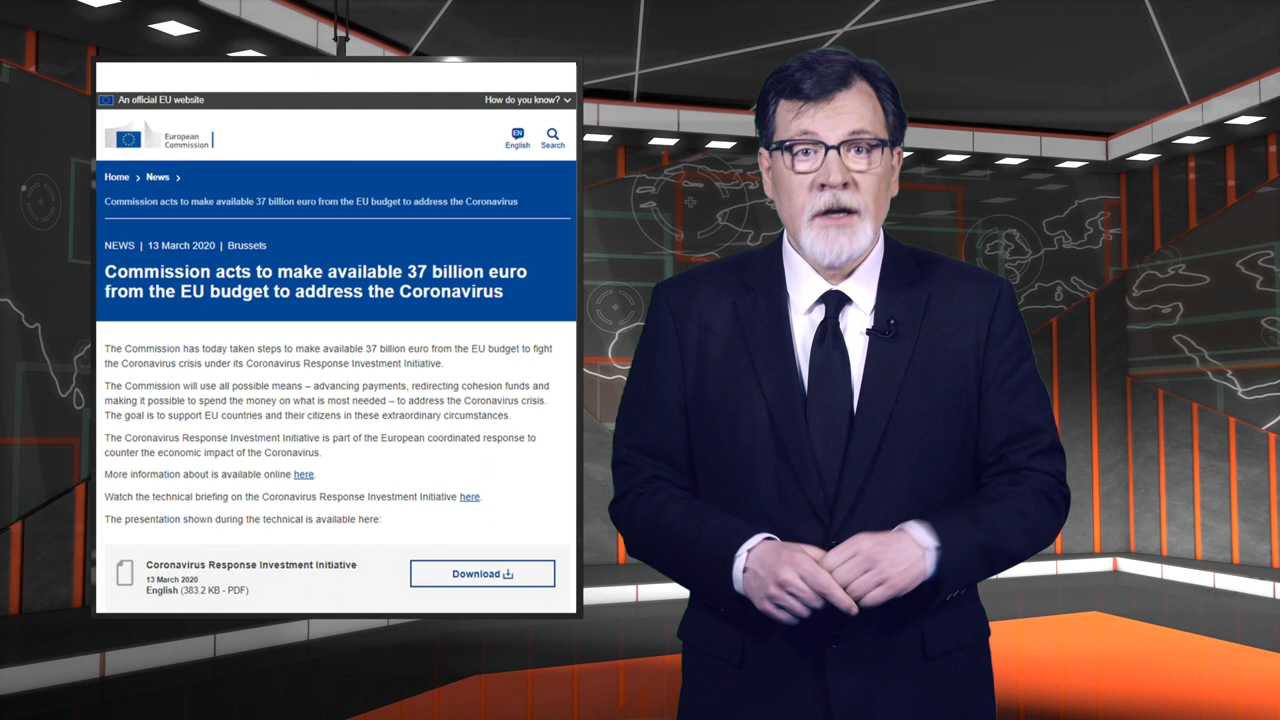 An official EU website
How do you know?
European
Commission
EN
English
Search
Home
News
Commission acts to make available 37 billion euro from the EU budget to address the Coronavirus
NEWS | 13 March 2020 | Brussels
Commission acts to make available 37 billion euro
from the EU budget to address the Coronavirus
The Commission has today taken steps to make available 37 billion euro from the EU budget to fight
the Coronavirus crisis under its Coronavirus Response Investment Initiative.
The Commission will use all possible means – advancing payments, redirecting cohesion funds and
making it possible to spend the money on what is most needed – to address the Coronavirus crisis.
The goal is to support EU countries and their citizens in these extraordinary circumstances.
The Coronavirus Response Investment Initiative is part of the European coordinated response to
counter the economic impact of the Coronavirus.
More information about is available online here.
Watch the technical briefing on the Coronavirus Response Investment Initiative here.
The presentation shown during the technical is available here:
Coronavirus Response Investment Initiative
13 March 2020
English (383.2 KB - PDF)
Download